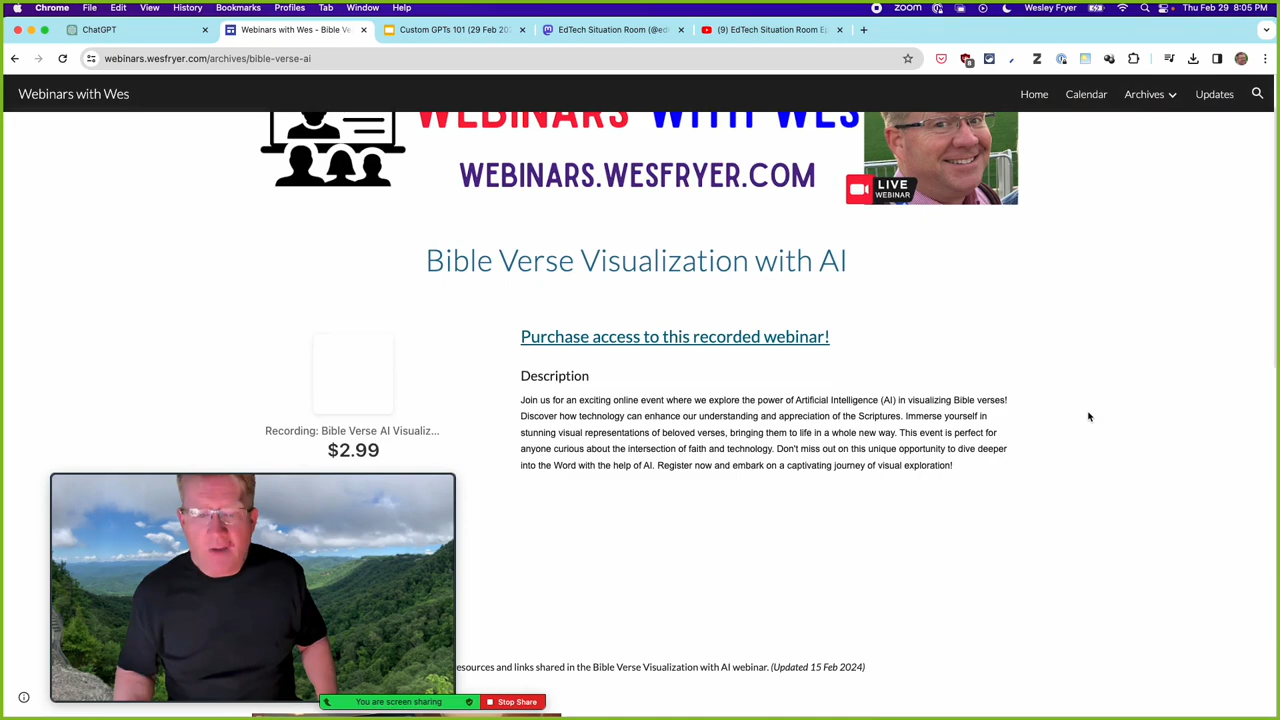 Chrome File Edit View History Bookmarks Profiles Tab Window Help zoom Wesley Fryer Thu Feb 29 8:05 PM
ChatGPT Webinars with Wes - Bible Ve Custom GPTs 101 (29 Feb 202 EdTech Situation Room (@ed (9) EdTech Situation Room Ep
webinars.wesfryer.com/archives/bible-verse-ai
Webinars with Wes Home Calendar Archives Updates
WEBINARS WITH WES
WEBINARS.WESFRYER.COM
LIVE
WEBINAR
Bible Verse Visualization with AI
Purchase access to this recorded webinar!
Description
Join us for an exciting online event where we explore the power of Artificial Intelligence (AI) in visualizing Bible verses!
Discover how technology can enhance our understanding and appreciation of the Scriptures. Immerse yourself in
stunning visual representations of beloved verses, bringing them to life in a whole new way. This event is perfect for
anyone curious about the intersection of faith and technology. Don't miss out on this unique opportunity to dive deeper
into the Word with the help of AI. Register now and embark on a captivating journey of visual exploration!
Recording: Bible Verse AI Visualiz...
$2.99
esources and links shared in the Bible Verse Visualization with AI webinar. (Updated 15 Feb 2024)
You are screen sharing Stop Share